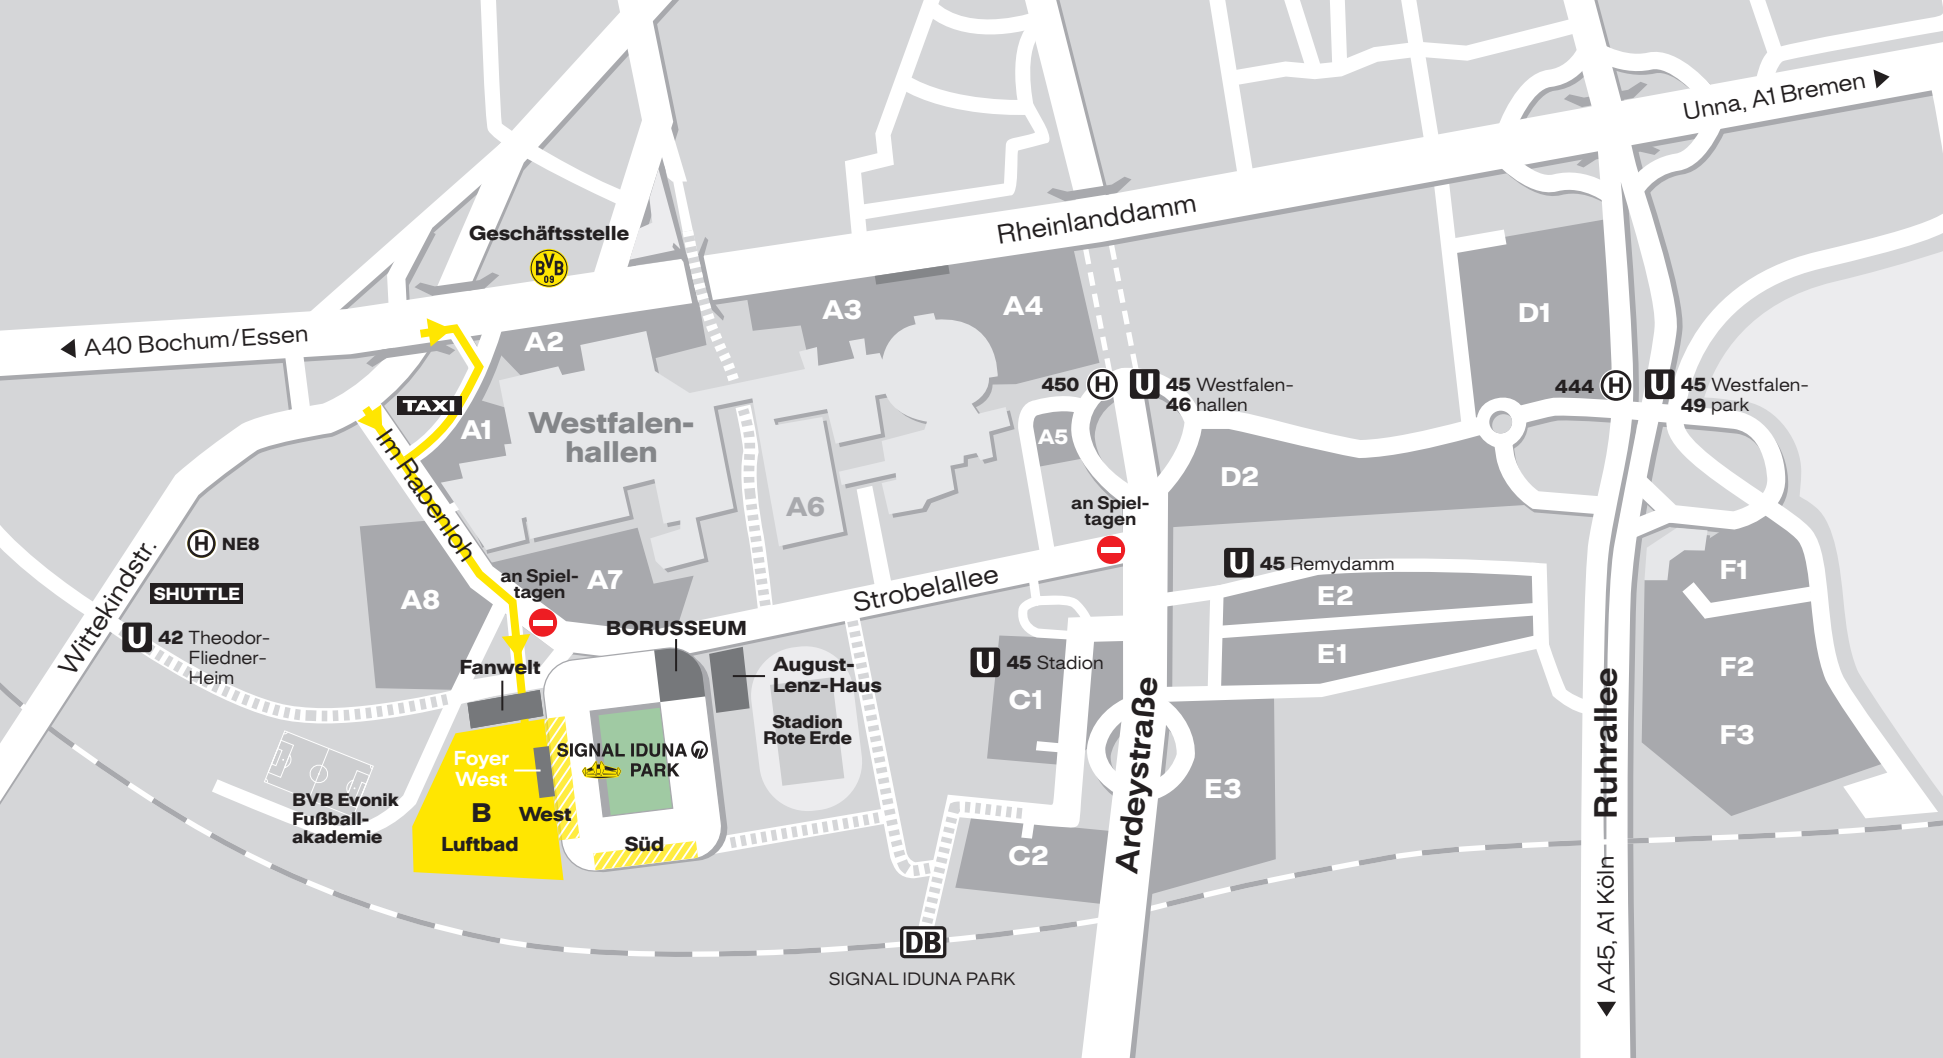 Unna, A1 Bremen
Rheinlanddamm
Geschäftsstelle
BVB
09
A40 Bochum/Essen
A2
A3
A4
D1
TAXI
A1
Westfalen-
hallen
450 H U 45 Westfalen-
46 hallen
444 H U 45 Westfalen-
49 park
A5
A6
D2
Im Rabenloh
an Spiel-
tagen
H NE8
SHUTTLE
Wittekindstr.
U 42 Theodor-
Fliedner-
Heim
A8
an Spiel-
tagen
A7
Strobelallee
U 45 Remydamm
E2
E1
F1
F2
F3
BORUSSEUM
Fanwelt
August-
Lenz-Haus
Stadion
Rote Erde
U 45 Stadion
C1
Ardeystraße
Ruhrallee
E3
Foyer
West
SIGNAL IDUNA
PARK
B
West
Luftbad
Süd
BVB Evonik
Fußball-
akademie
C2
A45, A1 Köln
DB
SIGNAL IDUNA PARK